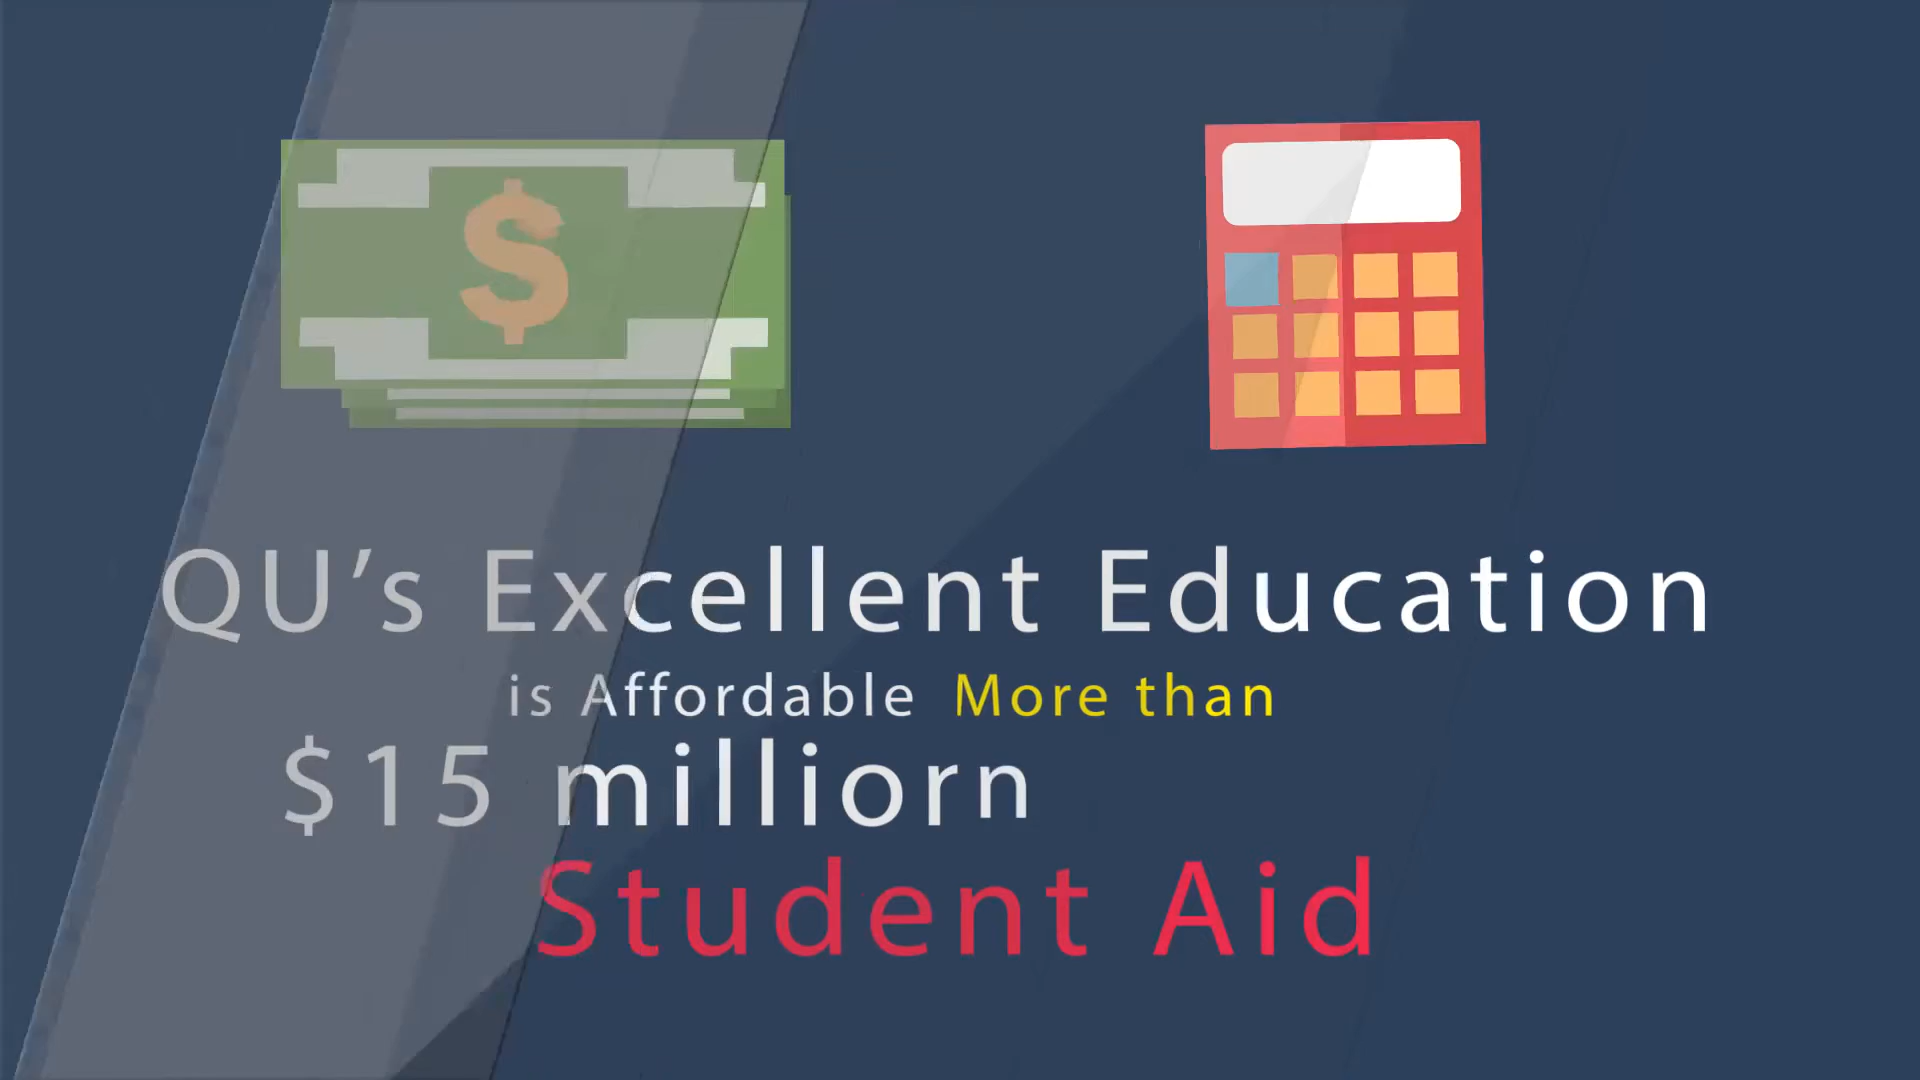 $
QU’s Excellent Education
is Affordable More than
$15 milliorn
Student Aid